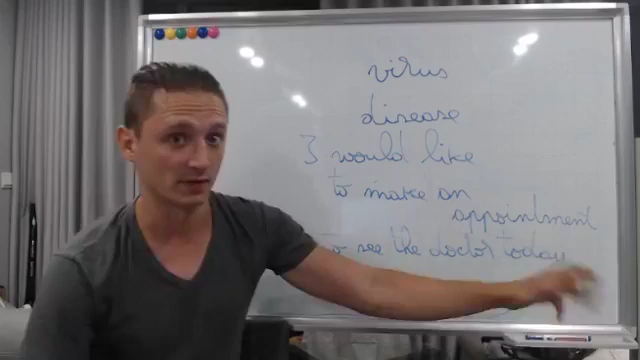 virus
disease
I would like
to make an
appointment
to see the doctor today